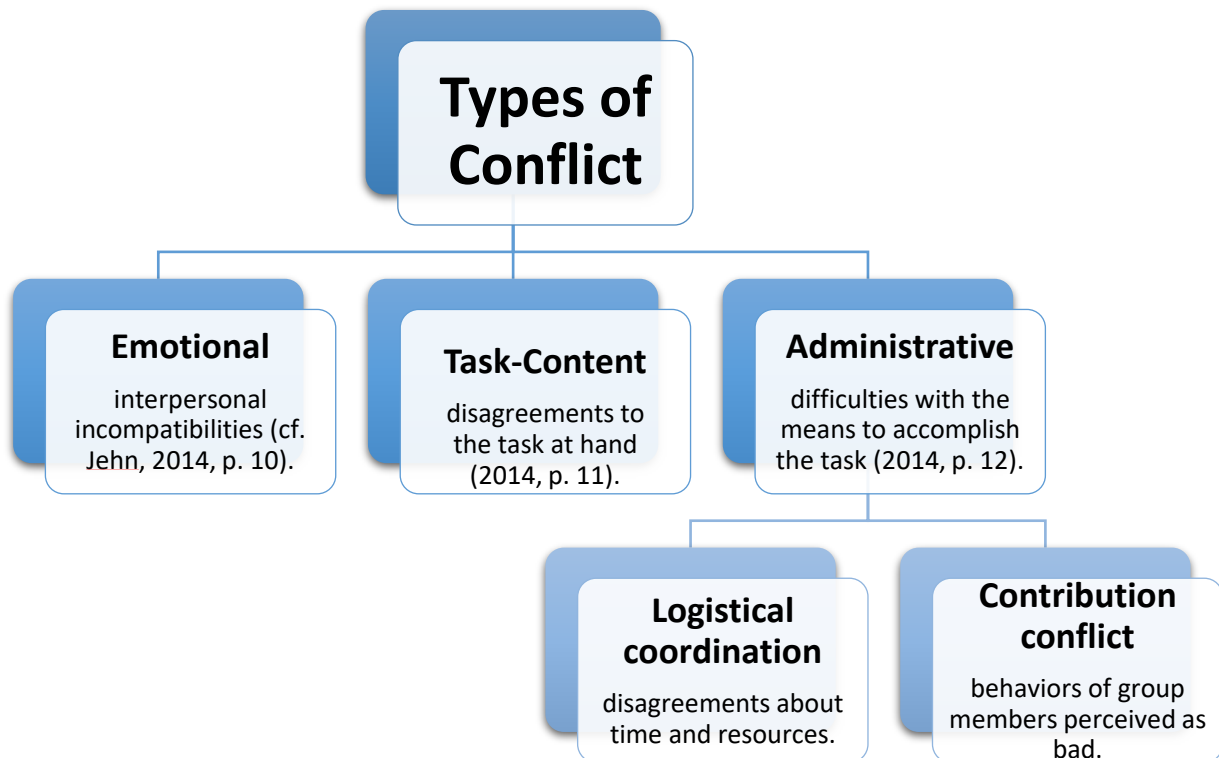 Types of
Conflict
Emotional
interpersonal
incompatibilities (cf.
Jehn, 2014, p. 10).
Task-Content
disagreements to
the task at hand
(2014, p. 11).
Administrative
difficulties with the
means to accomplish
the task (2014, p. 12).
Logistical
coordination
disagreements about
time and resources.
Contribution
conflict
behaviors of group
members perceived as
bad.